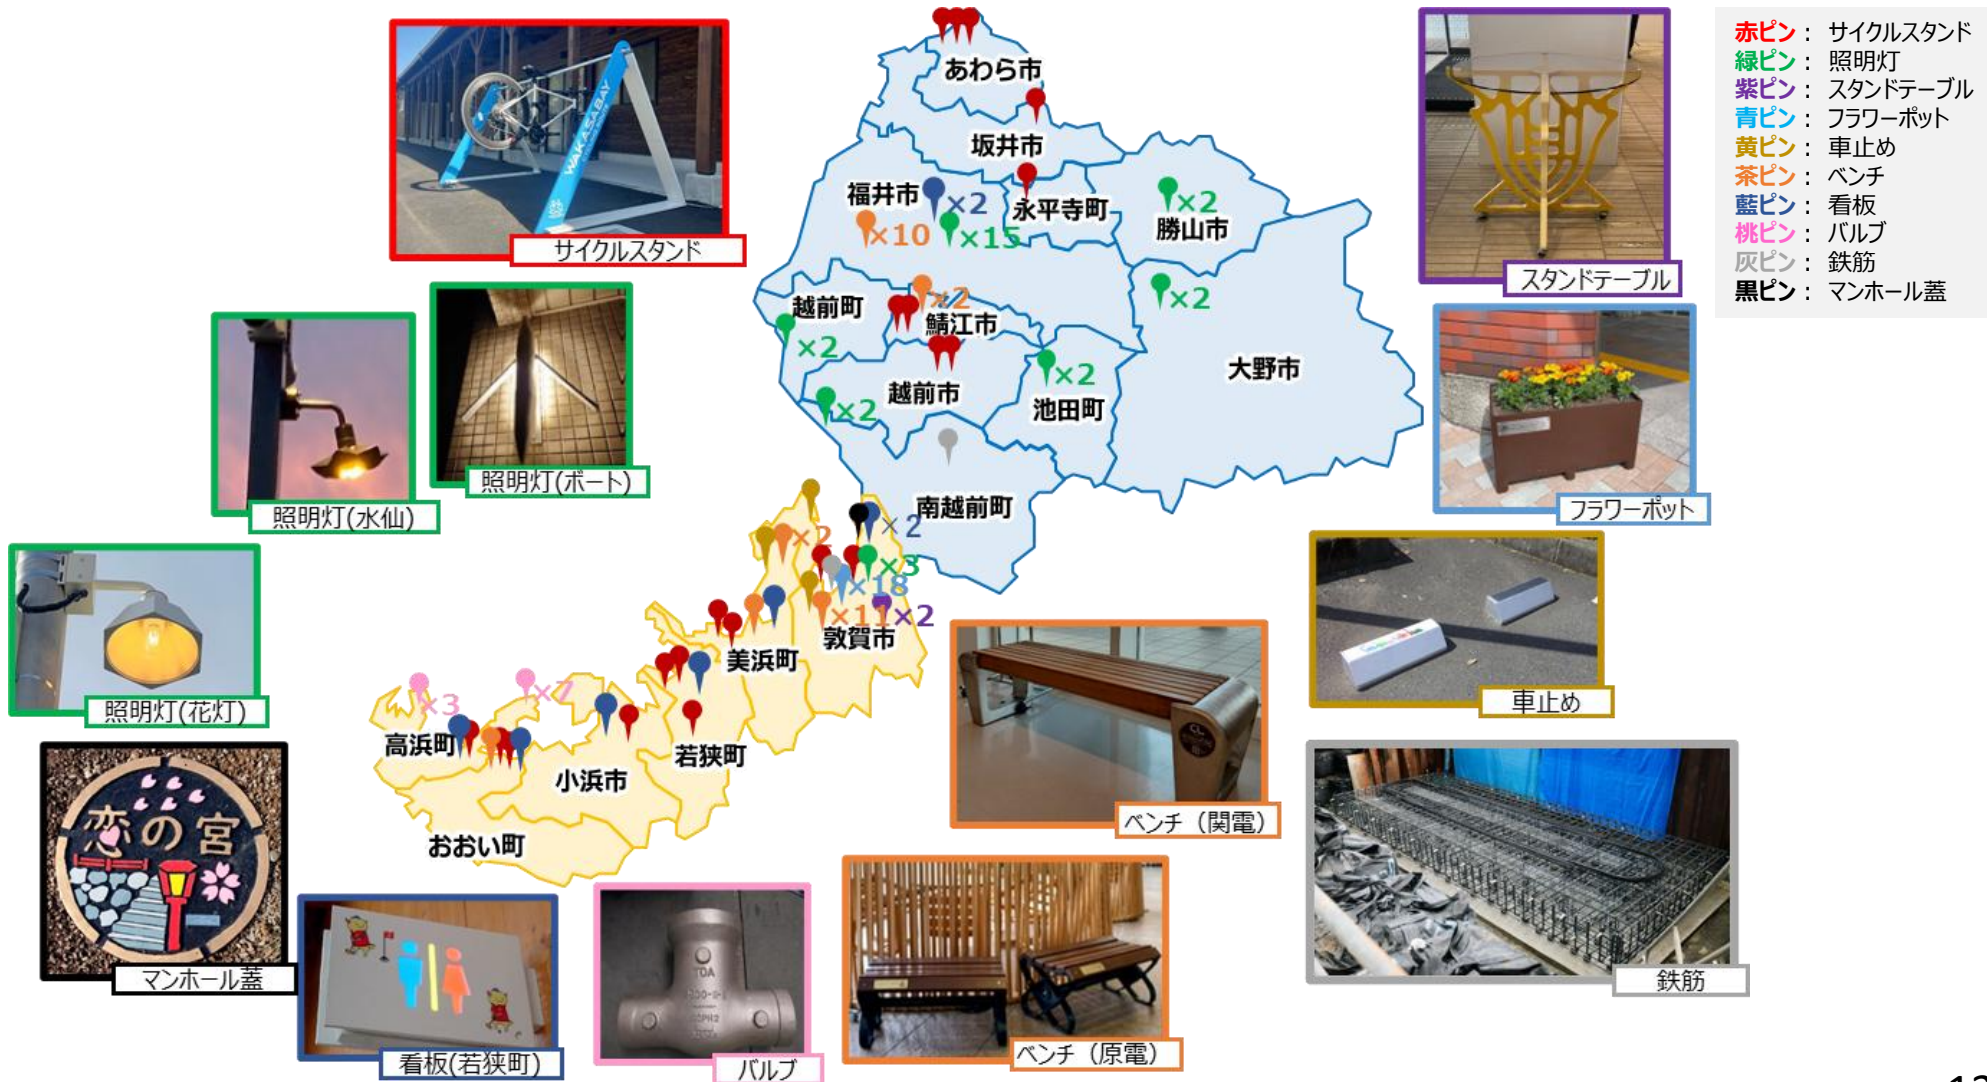 赤ピン： サイクルスタンド
緑ピン： 照明灯
紫ピン： スタンドテーブル
青ピン： フラワーポット
黄ピン： 車止め
茶ピン： ベンチ
藍ピン： 看板
桃ピン： バルブ
灰ピン： 鉄筋
黒ピン： マンホール蓋
WAKASABAY
サイクルスタンド
スタンドテーブル
あわら市
坂井市
福井市
×2
×10
×15
永平寺町
×2
勝山市
×2
大野市
越前町
×2
×2
鯖江市
越前市
×2
×2
池田町
南越前町
照明灯(ボート)
照明灯(水仙)
フラワーポット
×2
×2
×3
×18
×11
×2
敦賀市
美浜町
若狭町
×7
×3
高浜町
小浜市
おおい町
照明灯(花灯)
車止め
ベンチ（関電）
恋の宮
マンホール蓋
看板(若狭町)
TOA
バルブ
ベンチ（原電）
鉄筋